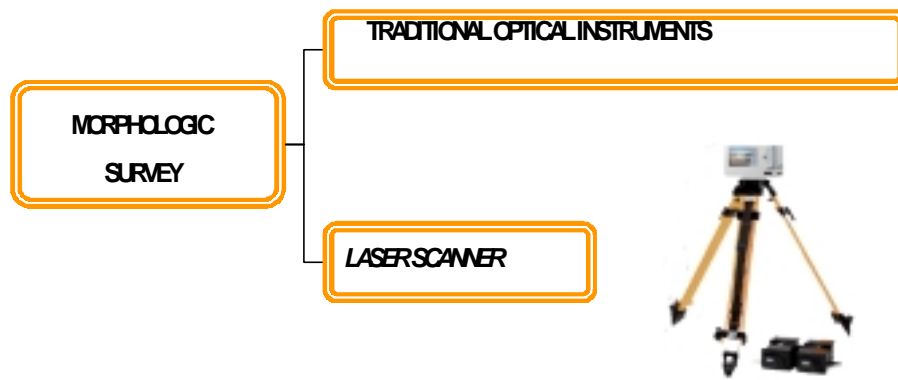 TRADITIONAL OPTICAL INSTRUMENTS
MORPHOLOGIC
SURVEY
LASER SCANNER